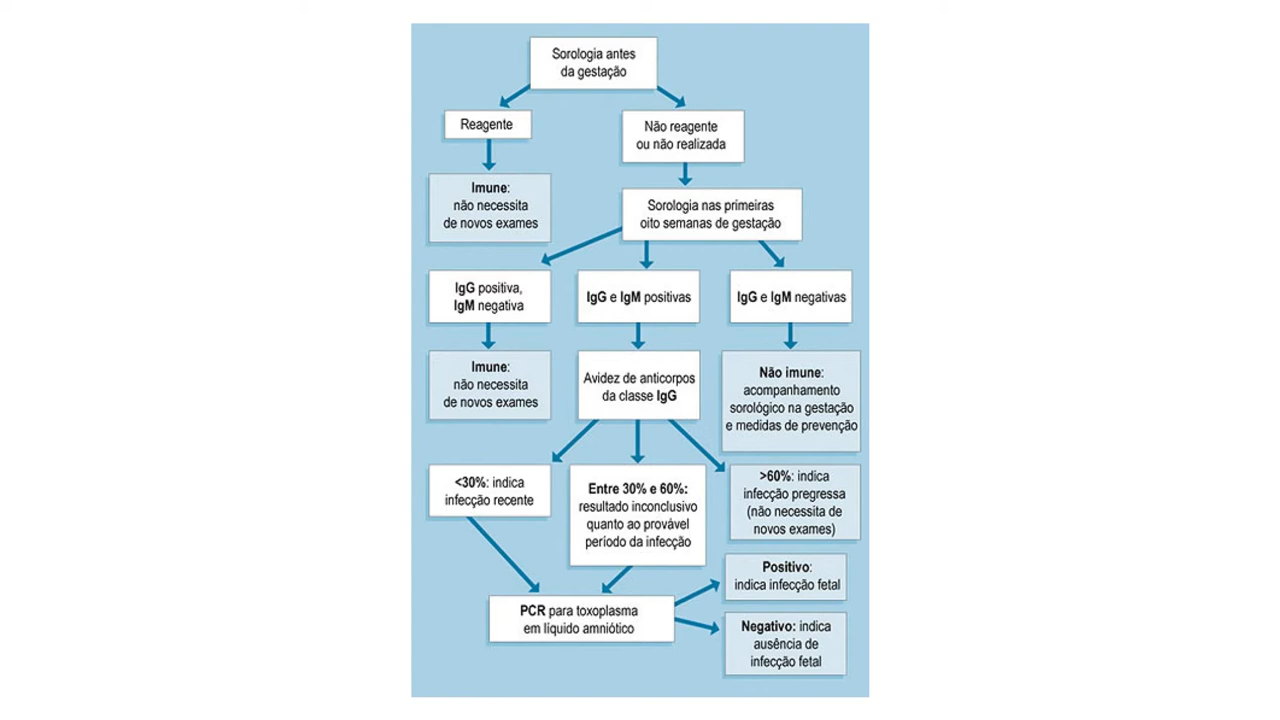 Sorologia antes
da gestação
Reagente
Não reagente
ou não realizada
Imune:
não necessita
de novos exames
Sorologia nas primeiras
oito semanas de gestação
IgG positiva,
IgM negativa
IgG e IgM positivas
IgG e IgM negativas
Imune:
não necessita
de novos exames
Avidez de anticorpos
da classe IgG
Não imune:
acompanhamento
sorológico na gestação
e medidas de prevenção
<30%: indica
infecção recente
Entre 30% e 60%:
resultado inconclusivo
quanto ao provável
período da infecção
>60%: indica
infecção pregressa
(não necessita de
novos exames)
PCR para toxoplasma
em líquido amniótico
Positivo:
indica infecção fetal
Negativo: indica
ausência de
infecção fetal